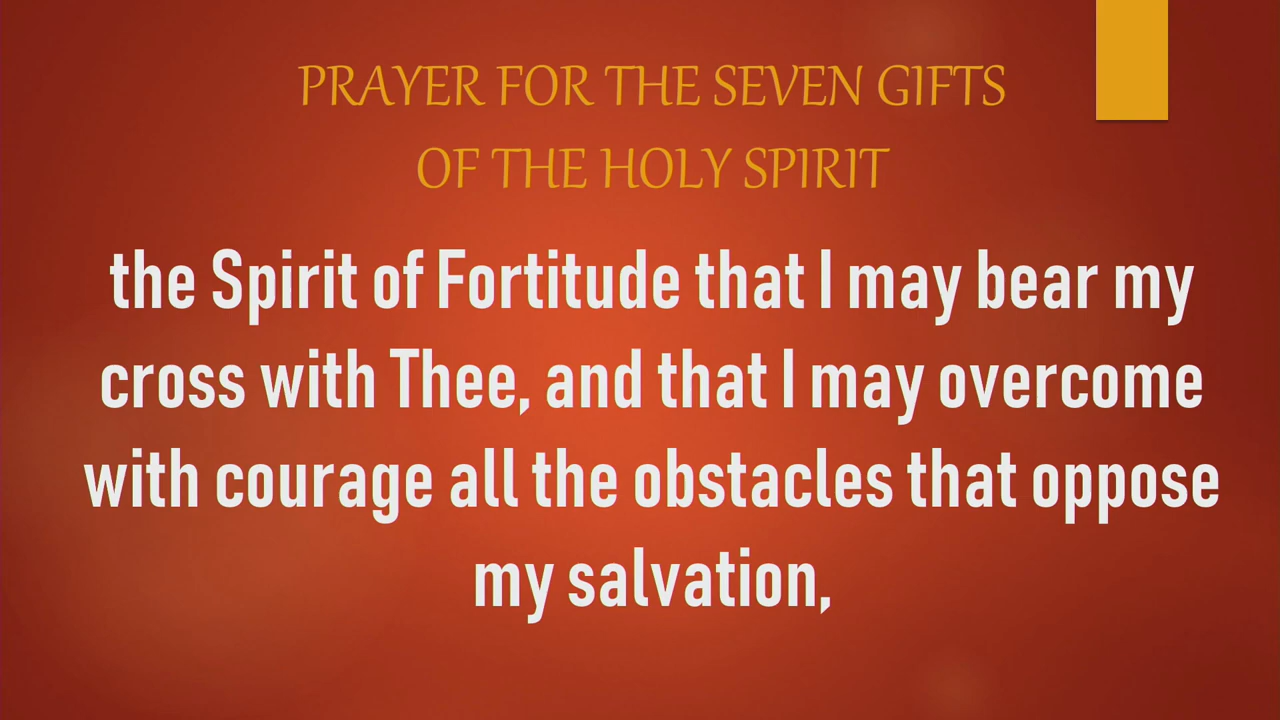 PRAYER FOR THE SEVEN GIFTS
OF THE HOLY SPIRIT
the Spirit of Fortitude that I may bear my
cross with Thee, and that I may overcome
with courage all the obstacles that oppose
my salvation,